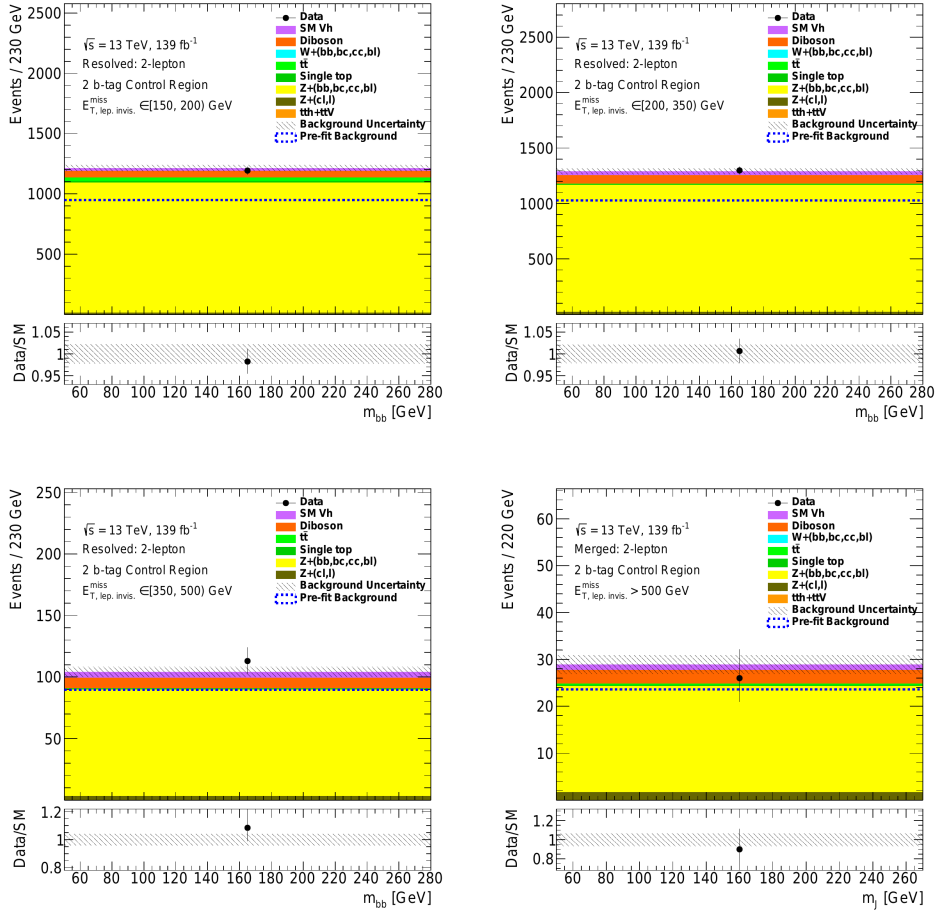 Events / 230 GeV
2500
2000
1500
1000
500
√s = 13 TeV, 139 fb⁻¹
Resolved: 2-lepton
2 b-tag Control Region
E^miss_T, lep. invis. ∈[150, 200) GeV
Data
SM Vh
Diboson
W+(bb,bc,cc,bl)
tt̄
Single top
Z+(bb,bc,cc,bl)
Z+(cl,l)
tth+ttV
Background Uncertainty
Pre-fit Background
Data/SM
1.05
1
0.95
60 80 100 120 140 160 180 200 220 240 260 280
m_bb [GeV]
Events / 230 GeV
2500
2000
1500
1000
500
√s = 13 TeV, 139 fb⁻¹
Resolved: 2-lepton
2 b-tag Control Region
E^miss_T, lep. invis. ∈[200, 350) GeV
Data
SM Vh
Diboson
W+(bb,bc,cc,bl)
tt̄
Single top
Z+(bb,bc,cc,bl)
Z+(cl,l)
tth+ttV
Background Uncertainty
Pre-fit Background
Data/SM
1.05
1
0.95
60 80 100 120 140 160 180 200 220 240 260 280
m_bb [GeV]
Events / 230 GeV
250
200
150
100
50
√s = 13 TeV, 139 fb⁻¹
Resolved: 2-lepton
2 b-tag Control Region
E^miss_T, lep. invis. ∈[350, 500) GeV
Data
SM Vh
Diboson
tt̄
Single top
Z+(bb,bc,cc,bl)
Z+(cl,l)
Background Uncertainty
Pre-fit Background
Data/SM
1.2
1
0.8
60 80 100 120 140 160 180 200 220 240 260 280
m_bb [GeV]
Events / 220 GeV
60
50
40
30
20
10
√s = 13 TeV, 139 fb⁻¹
Merged: 2-lepton
2 b-tag Control Region
E^miss_T, lep. invis. > 500 GeV
Data
SM Vh
Diboson
W+(bb,bc,cc,bl)
tt̄
Single top
Z+(bb,bc,cc,bl)
Z+(cl,l)
tth+ttV
Background Uncertainty
Pre-fit Background
Data/SM
1.2
1
0.8
60 80 100 120 140 160 180 200 220 240 260
m_J [GeV]